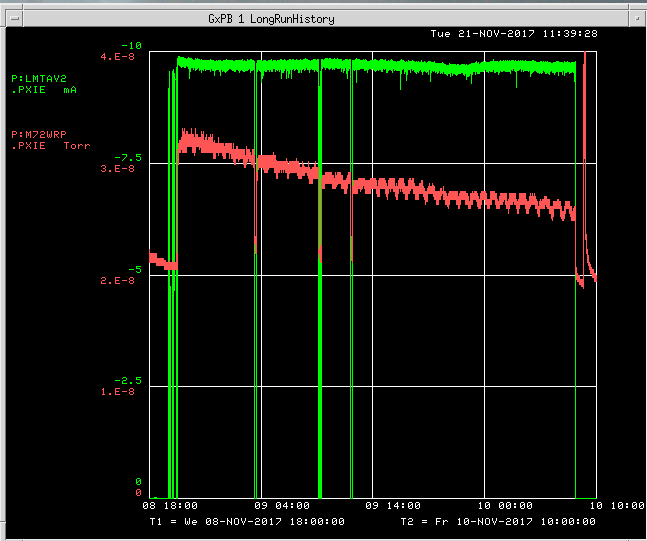 GxPB 1 LongRunHistory
Tue 21-NOV-2017 11:39:28
-10
4.E-8
P:LMTAV2
.PXIE mA
P:M72WRP
.PXIE Torr
-7.5
3.E-8
-5
2.E-8
-2.5
1.E-8
0
0
08 18:00 09 04:00 09 14:00 10 00:00 10 10:00
T1 = We 08-NOV-2017 18:00:00 T2 = Fr 10-NOV-2017 10:00:00